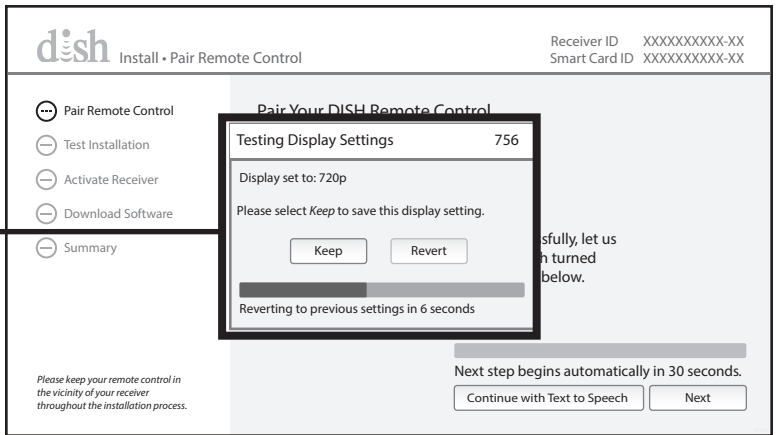 dish Install • Pair Remote Control
Receiver ID XXXXXXXXXX-XX
Smart Card ID XXXXXXXXXX-XX
Pair Remote Control
Test Installation
Activate Receiver
Download Software
Summary
Please keep your remote control in
the vicinity of your receiver
throughout the installation process.
Pair Your DISH Remote Control
Testing Display Settings 756
Display set to: 720p
Please select Keep to save this display setting.
Keep Revert
Reverting to previous settings in 6 seconds
sfully, let us
h turned
below.
Next step begins automatically in 30 seconds.
Continue with Text to Speech Next